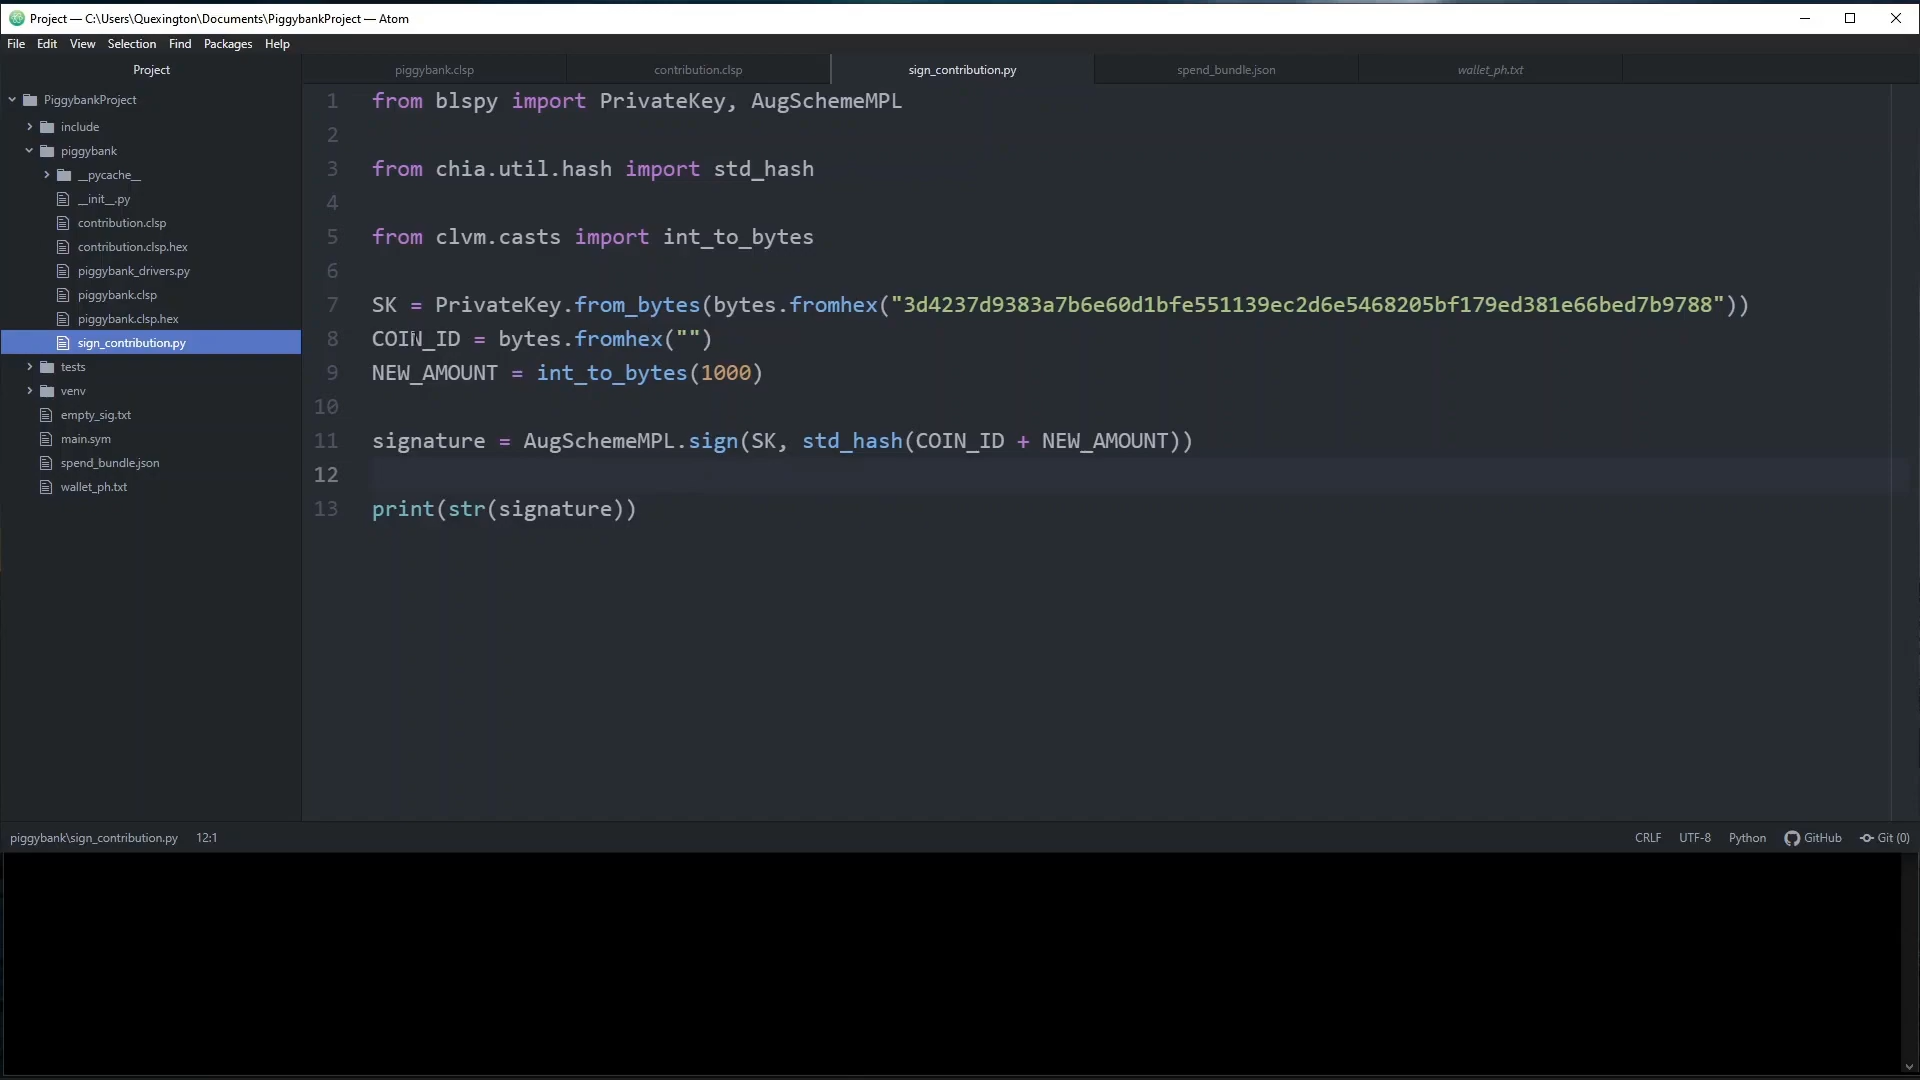 Project — C:\Users\Quexington\Documents\PiggybankProject — Atom
File Edit View Selection Find Packages Help
Project
piggybank.clsp contribution.clsp sign_contribution.py spend_bundle.json wallet_ph.txt
PiggybankProject
include
piggybank
__pycache__
__init__.py
contribution.clsp
contribution.clsp.hex
piggybank_drivers.py
piggybank.clsp
piggybank.clsp.hex
sign_contribution.py
tests
venv
empty_sig.txt
main.sym
spend_bundle.json
wallet_ph.txt
1 from blspy import PrivateKey, AugSchemeMPL
2
3 from chia.util.hash import std_hash
4
5 from clvm.casts import int_to_bytes
6
7 SK = PrivateKey.from_bytes(bytes.fromhex("3d4237d9383a7b6e60d1bfe551139ec2d6e5468205bf179ed381e66bed7b9788"))
8 COIN_ID = bytes.fromhex("")
9 NEW_AMOUNT = int_to_bytes(1000)
10
11 signature = AugSchemeMPL.sign(SK, std_hash(COIN_ID + NEW_AMOUNT))
12
13 print(str(signature))
piggybank\sign_contribution.py 12:1 CRLF UTF-8 Python GitHub Git (0)